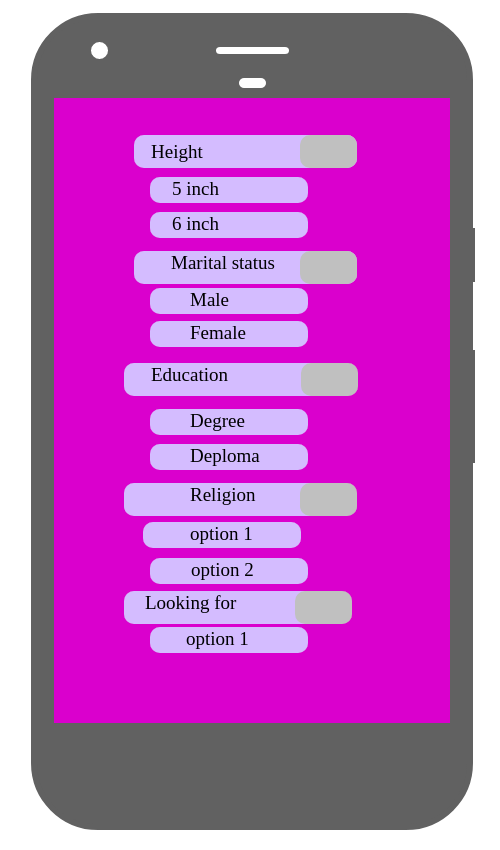 Height
5 inch
6 inch
Marital status
Male
Female
Education
Degree
Deploma
Religion
option 1
option 2
Looking for
option 1